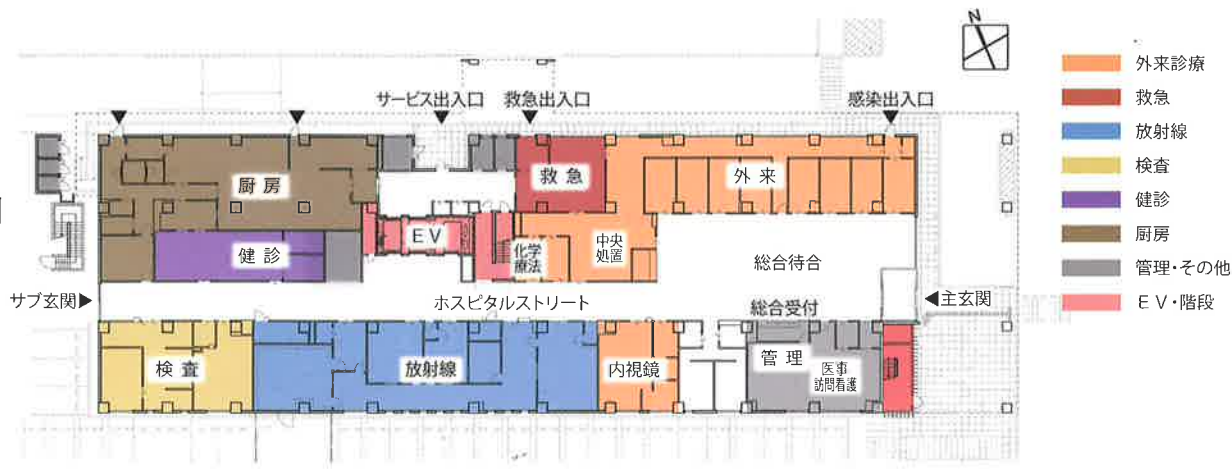 N
外来診療
救急
放射線
検査
健診
厨房
管理・その他
EV・階段
サービス出入口
救急出入口
感染出入口
厨房
救急
外来
EV
健診
化学
療法
中央
処置
総合待合
サブ玄関▶
ホスピタルストリート
総合受付
◀主玄関
検査
放射線
内視鏡
管理
医事
訪問看護